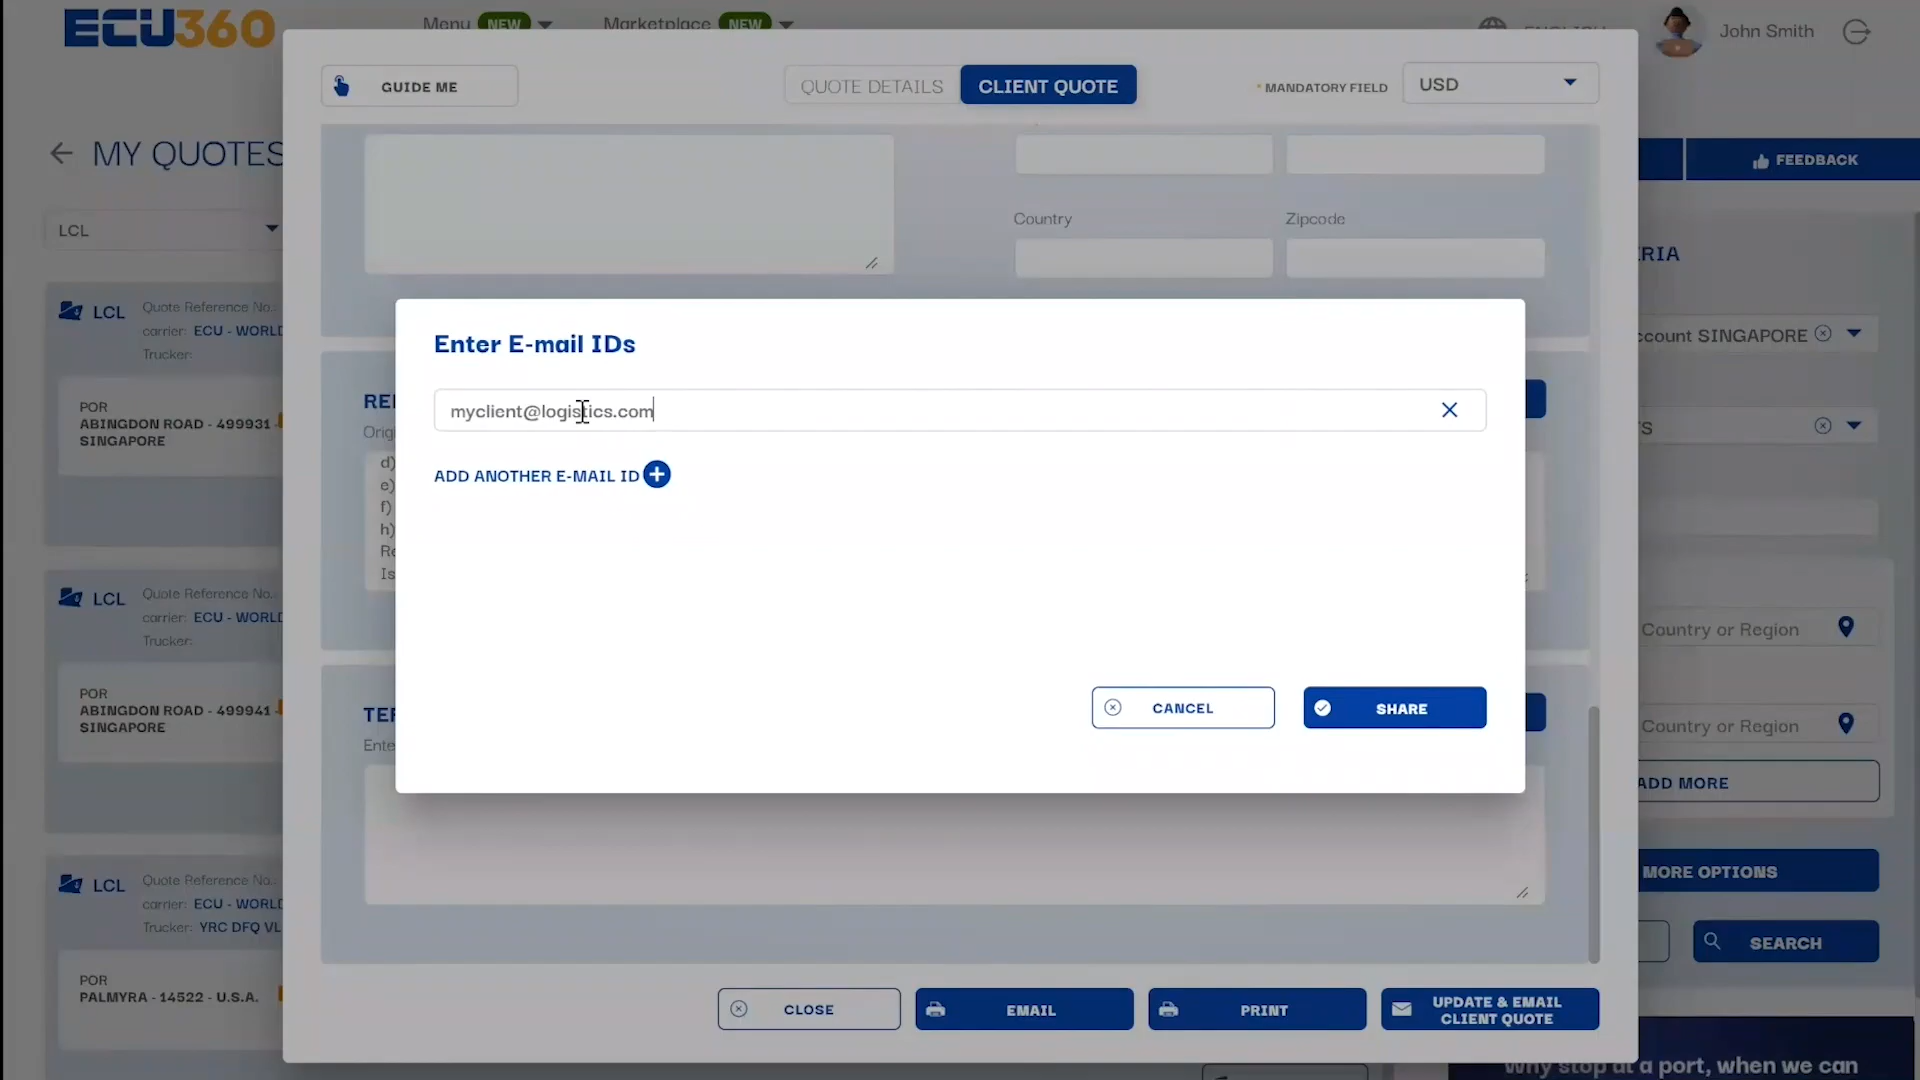 ECU360
Menu NEW
Marketplace NEW
ENGLISH
John Smith
GUIDE ME
QUOTE DETAILS
CLIENT QUOTE
* MANDATORY FIELD
USD
MY QUOTES
FEEDBACK
LCL
Country
Zipcode
LCL
Quote Reference No.:
carrier: ECU - WORLD
Trucker:
POR
ABINGDON ROAD - 499931 -
SINGAPORE
Enter E-mail IDs
myclient@logistics.com
ADD ANOTHER E-MAIL ID
CANCEL
SHARE
d)
e)
f)
h)
LCL
Quote Reference No.:
carrier: ECU - WORLD
Trucker:
POR
ABINGDON ROAD - 499941 -
SINGAPORE
LCL
Quote Reference No.:
carrier: ECU - WORLD
Trucker: YRC DFQ VL
POR
PALMYRA - 14522 - U.S.A.
CLOSE
EMAIL
PRINT
UPDATE & EMAIL
CLIENT QUOTE
SINGAPORE
Country or Region
Country or Region
ADD MORE
MORE OPTIONS
SEARCH
Why stop at a port, when we can